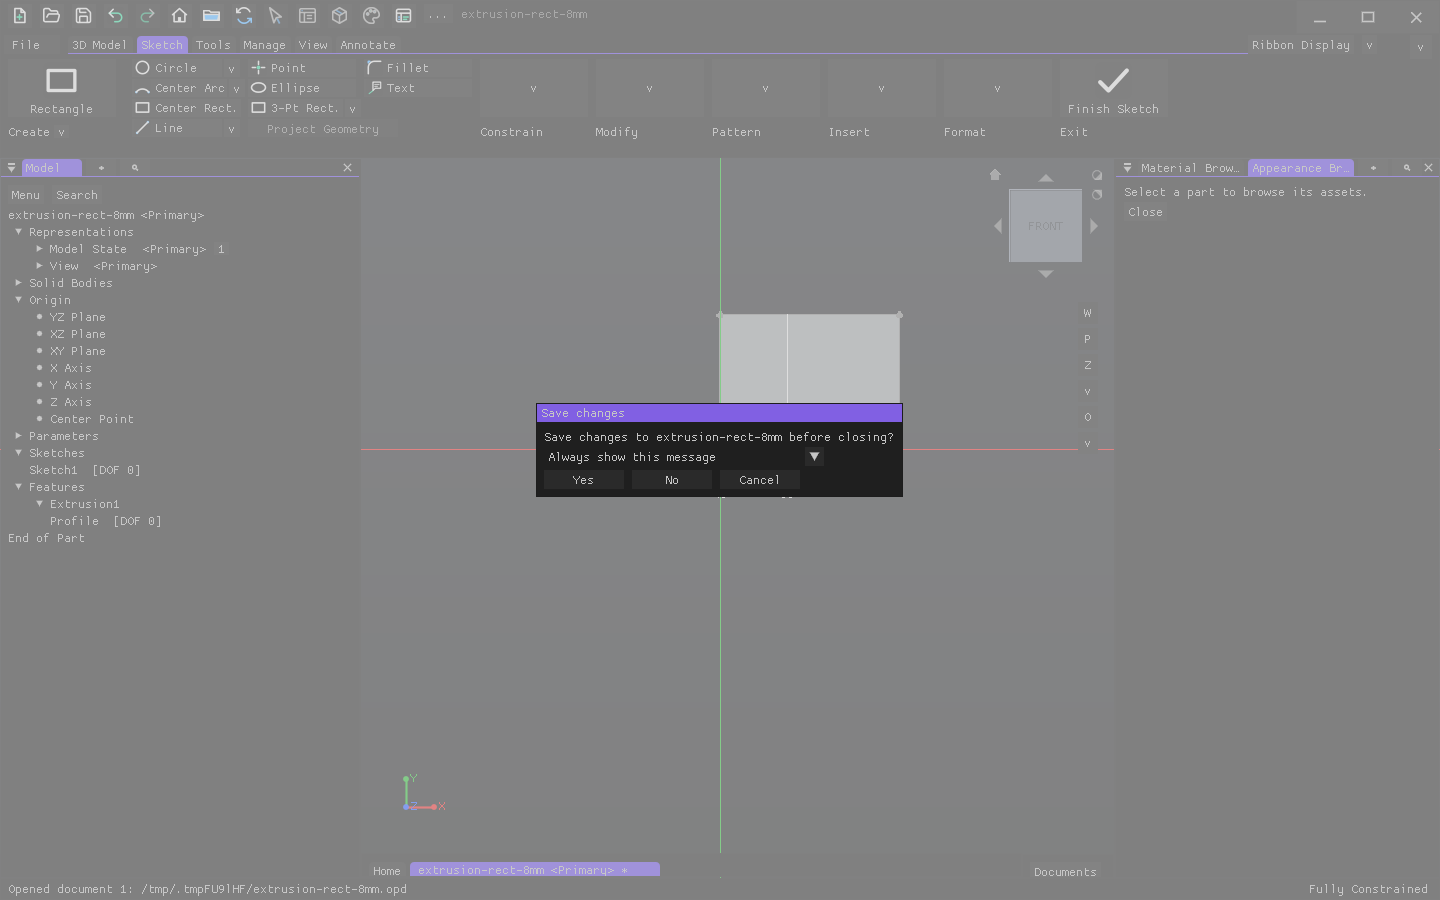 ... extrusion-rect-8mm
File 3D Model Sketch Tools Manage View Annotate Ribbon Display v v
Rectangle
Create v
Circle v
Center Arc v
Center Rect.
Line v
Point
Ellipse
3-Pt Rect. v
Project Geometry
Fillet
Text
v
Constrain
v
Modify
v
Pattern
v
Insert
v
Format
Finish Sketch
Exit
Model
Menu Search
extrusion-rect-8mm <Primary>
Representations
Model State <Primary> 1
View <Primary>
Solid Bodies
Origin
YZ Plane
XZ Plane
XY Plane
X Axis
Y Axis
Z Axis
Center Point
Parameters
Sketches
Sketch1 [DOF 0]
Features
Extrusion1
Profile [DOF 0]
End of Part
FRONT
W
P
Z
v
O
v
Save changes
Save changes to extrusion-rect-8mm before closing?
Always show this message
Yes No Cancel
Y
Z X
Material Brow… Appearance Br…
Select a part to browse its assets.
Close
Home extrusion-rect-8mm <Primary> + Documents
Opened document 1: /tmp/.tmpFU9lHF/extrusion-rect-8mm.opd Fully Constrained